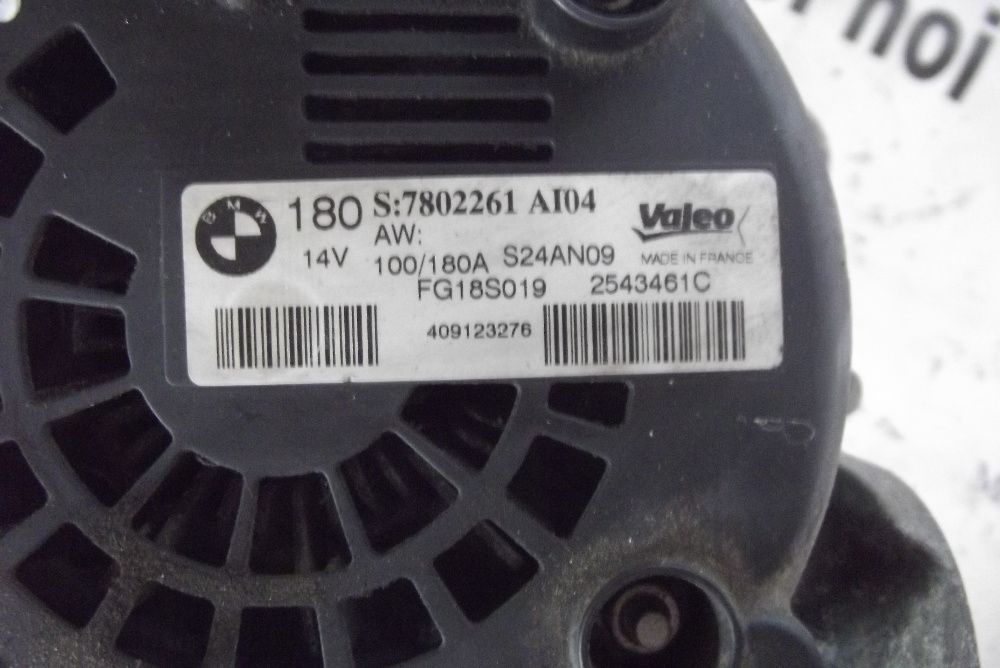 noi
BMW
180 S:7802261 AI04 Valeo
AW:
14V 100/180A S24AN09 MADE IN FRANCE
FG18S019 2543461C
409123276